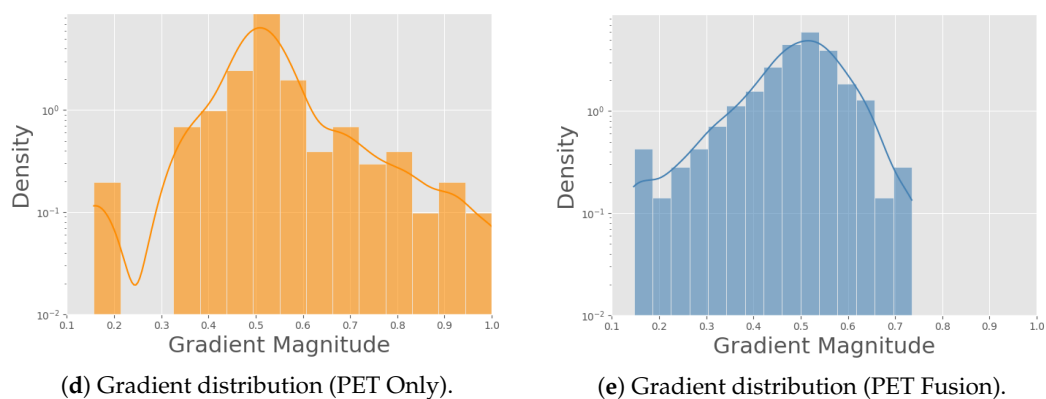 10⁰
10⁻¹
10⁻²
Density
0.1 0.2 0.3 0.4 0.5 0.6 0.7 0.8 0.9 1.0
Gradient Magnitude
(d) Gradient distribution (PET Only).
10⁰
10⁻¹
10⁻²
Density
0.1 0.2 0.3 0.4 0.5 0.6 0.7 0.8 0.9 1.0
Gradient Magnitude
(e) Gradient distribution (PET Fusion).